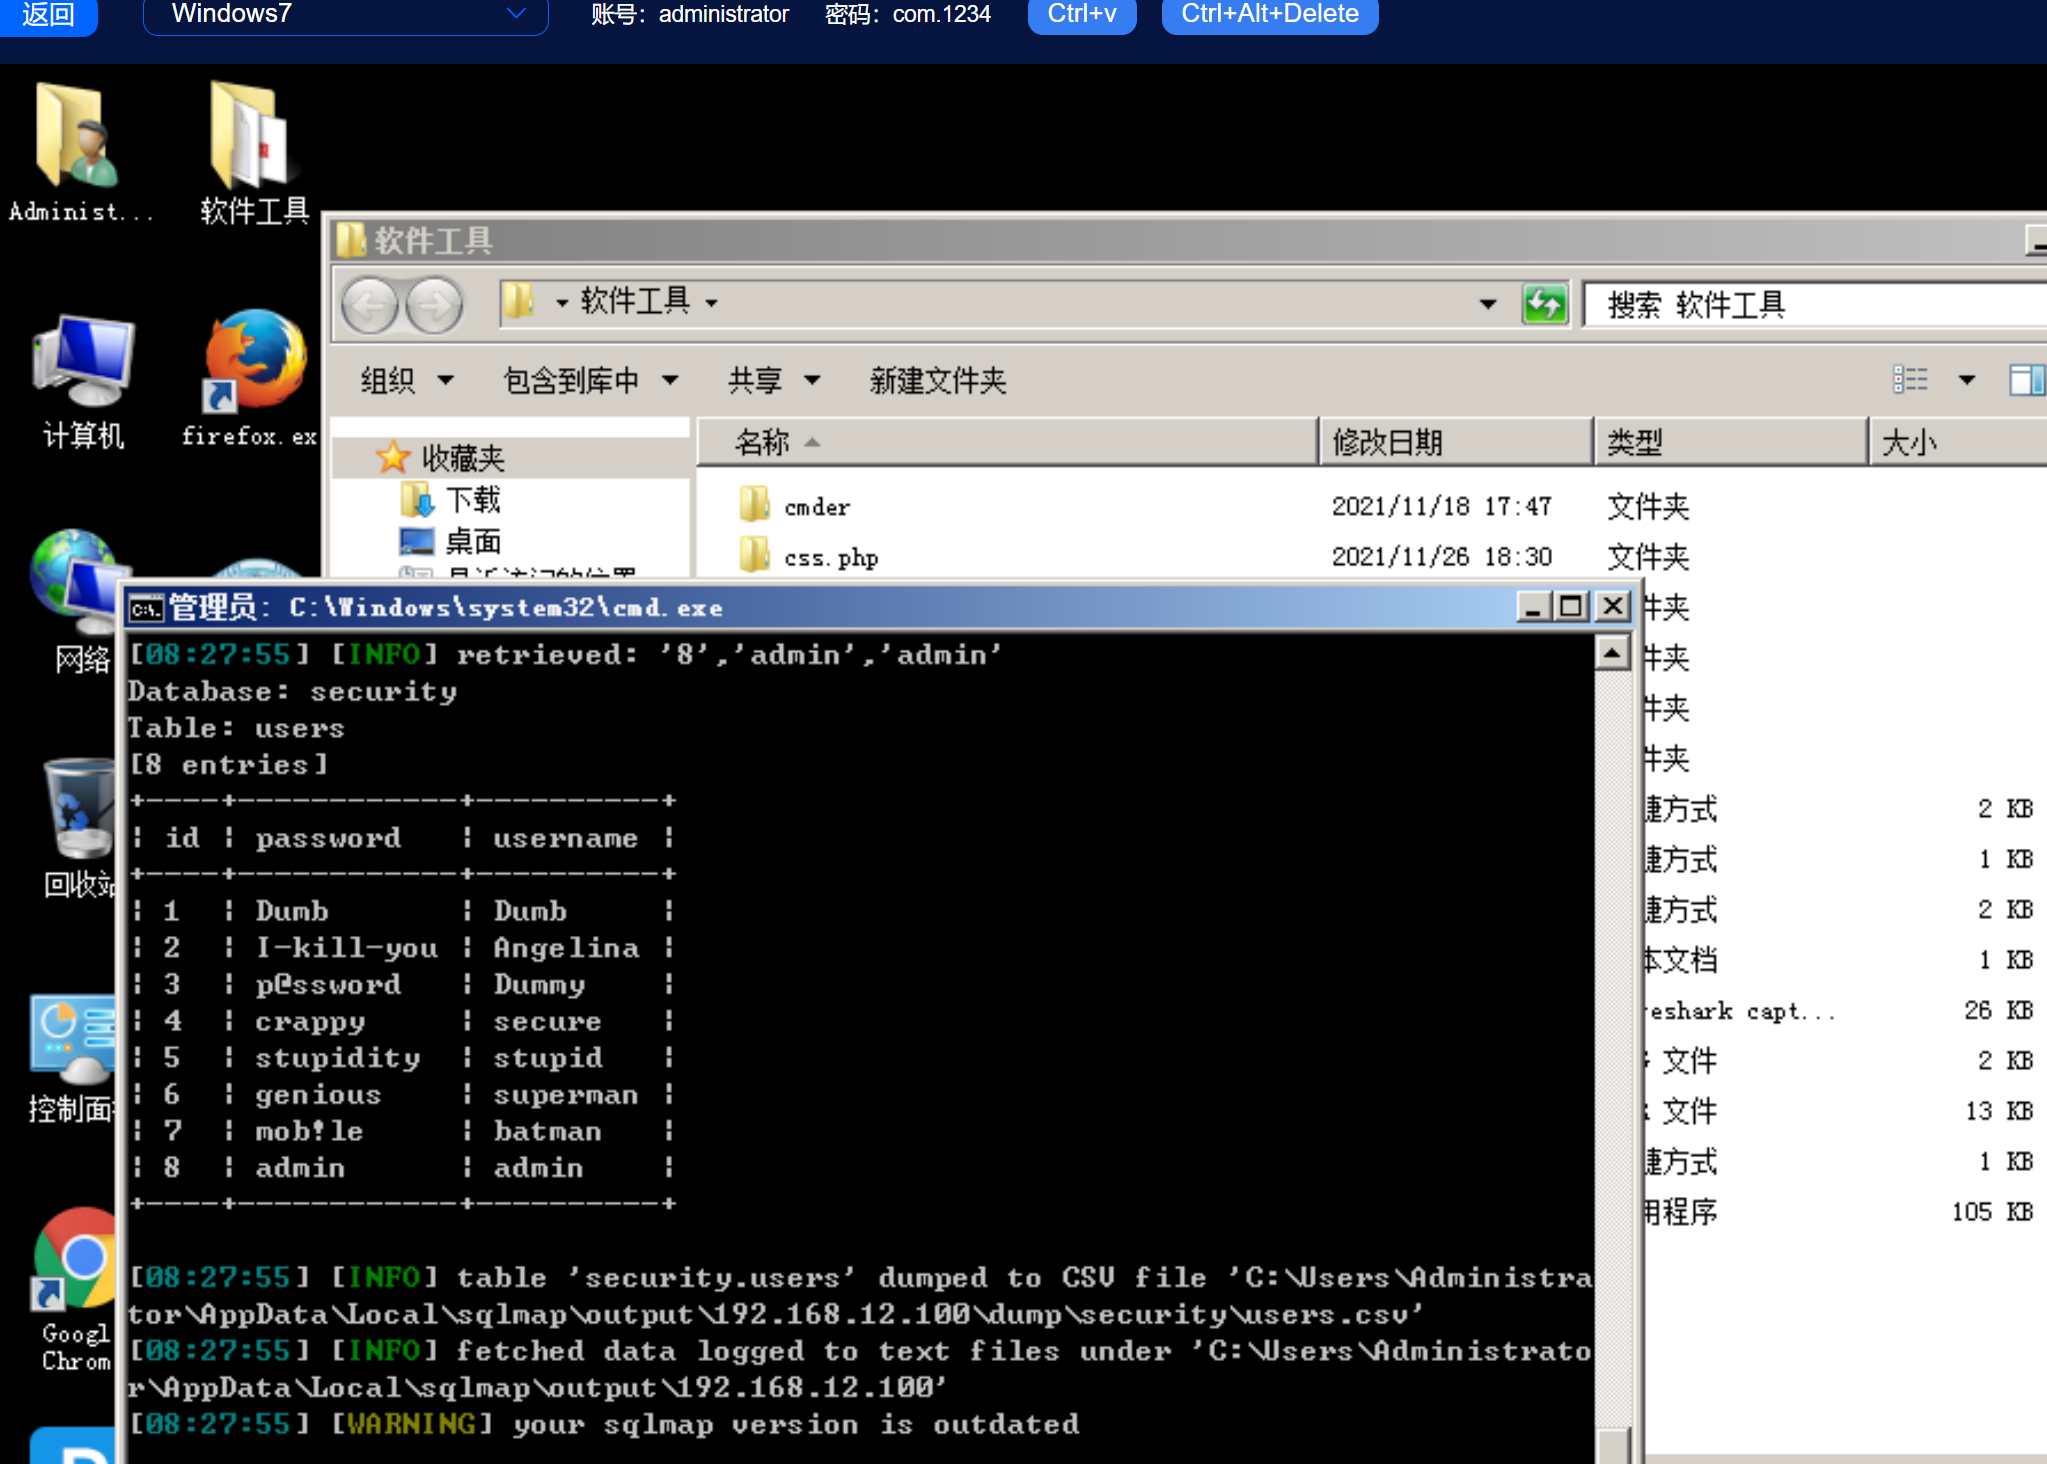 返回
Windows7
账号：administrator
密码：com.1234
Ctrl+v
Ctrl+Alt+Delete
Administ...
软件工具
计算机
firefox.ex
网络
回收站
控制面
Googl
Chrom
软件工具
软件工具
搜索 软件工具
组织
包含到库中
共享
新建文件夹
收藏夹
下载
桌面
最近访问的位置
名称
修改日期
类型
大小
cmder 2021/11/18 17:47 文件夹
css.php 2021/11/26 18:30 文件夹
件夹
件夹
件夹
件夹
捷方式 2 KB
捷方式 1 KB
捷方式 2 KB
本文档 1 KB
reshark capt... 26 KB
文件 2 KB
文件 13 KB
捷方式 1 KB
用程序 105 KB
管理员: C:\Windows\system32\cmd.exe
[08:27:55] [INFO] retrieved: '8','admin','admin'
Database: security
Table: users
[8 entries]
+----+------------+----------+
| id | password   | username |
+----+------------+----------+
| 1  | Dumb       | Dumb     |
| 2  | I-kill-you | Angelina |
| 3  | p@ssword   | Dummy    |
| 4  | crappy     | secure   |
| 5  | stupidity  | stupid   |
| 6  | genious    | superman |
| 7  | mob!le     | batman   |
| 8  | admin      | admin    |
+----+------------+----------+
[08:27:55] [INFO] table 'security.users' dumped to CSV file 'C:\Users\Administra
tor\AppData\Local\sqlmap\output\192.168.12.100\dump\security\users.csv'
[08:27:55] [INFO] fetched data logged to text files under 'C:\Users\Administrato
r\AppData\Local\sqlmap\output\192.168.12.100'
[08:27:55] [WARNING] your sqlmap version is outdated